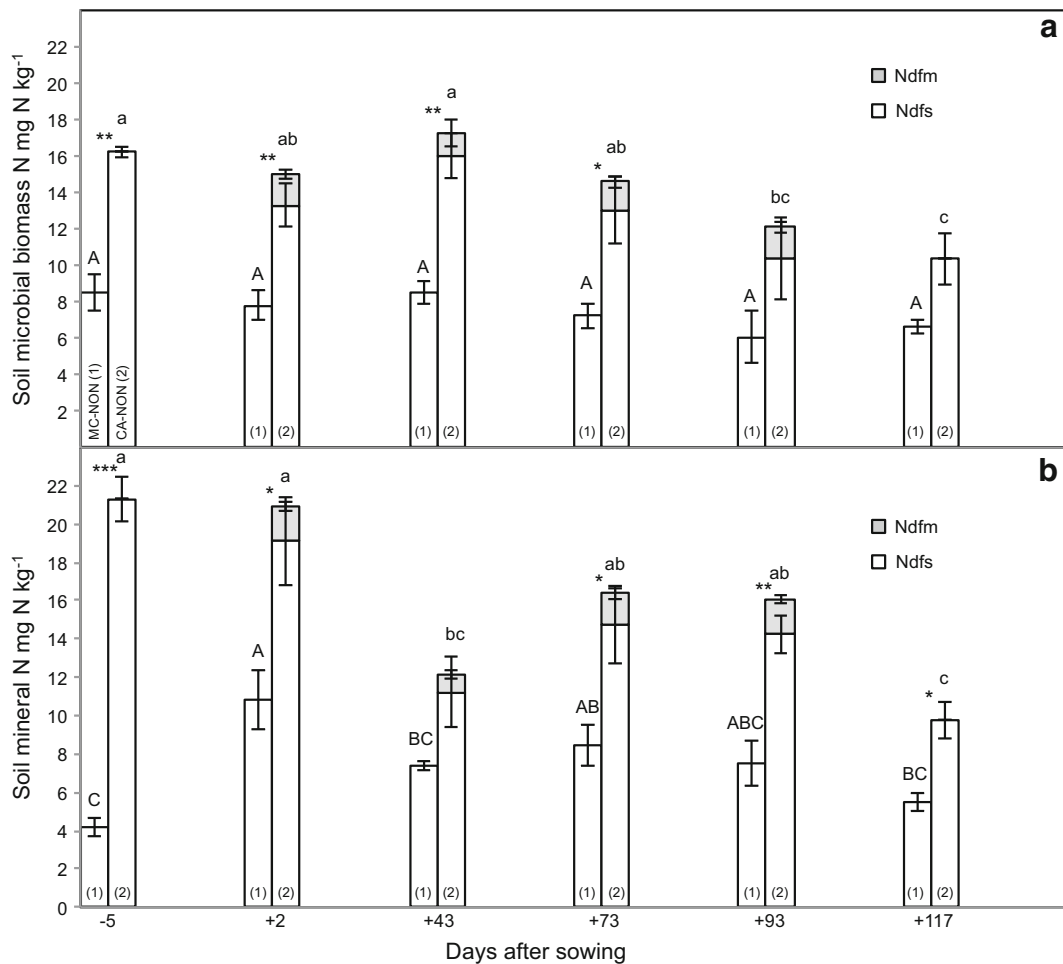 a
Soil microbial biomass N mg N kg⁻¹
22
20
18
16
14
12
10
8
6
4
2
Ndfm
Ndfs
** a
** ab
** a
* ab
bc
c
A
A
A
A
A
A
MC-NON (1)
CA-NON (2)
(1) (2)
(1) (2)
(1) (2)
(1) (2)
(1) (2)
b
Soil mineral N mg N kg⁻¹
22
20
18
16
14
12
10
8
6
4
2
0
Ndfm
Ndfs
*** a
* a
bc
* ab
** ab
* c
C
A
BC
AB
ABC
BC
(1) (2)
(1) (2)
(1) (2)
(1) (2)
(1) (2)
(1) (2)
-5 +2 +43 +73 +93 +117
Days after sowing